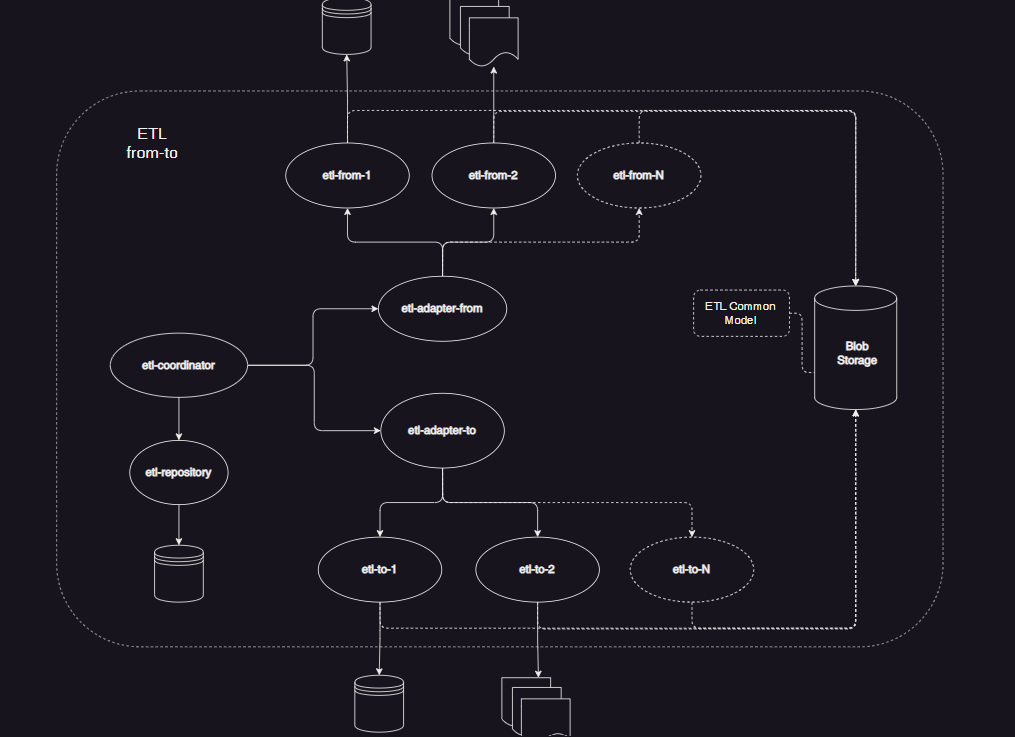 ETL
from-to
etl-from-1
etl-from-2
etl-from-N
etl-adapter-from
ETL Common
Model
Blob
Storage
etl-coordinator
etl-adapter-to
etl-repository
etl-to-1
etl-to-2
etl-to-N